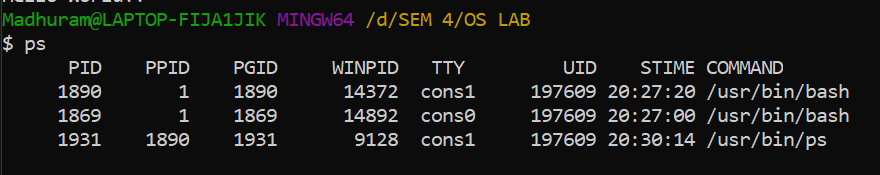 Madhuram@LAPTOP-FIJA1JIK MINGW64 /d/SEM 4/OS LAB
$ ps
      PID    PPID    PGID     WINPID   TTY         UID    STIME COMMAND
     1890       1    1890      14372  cons1     197609 20:27:20 /usr/bin/bash
     1869       1    1869      14892  cons0     197609 20:27:00 /usr/bin/bash
     1931    1890    1931       9128  cons1     197609 20:30:14 /usr/bin/ps